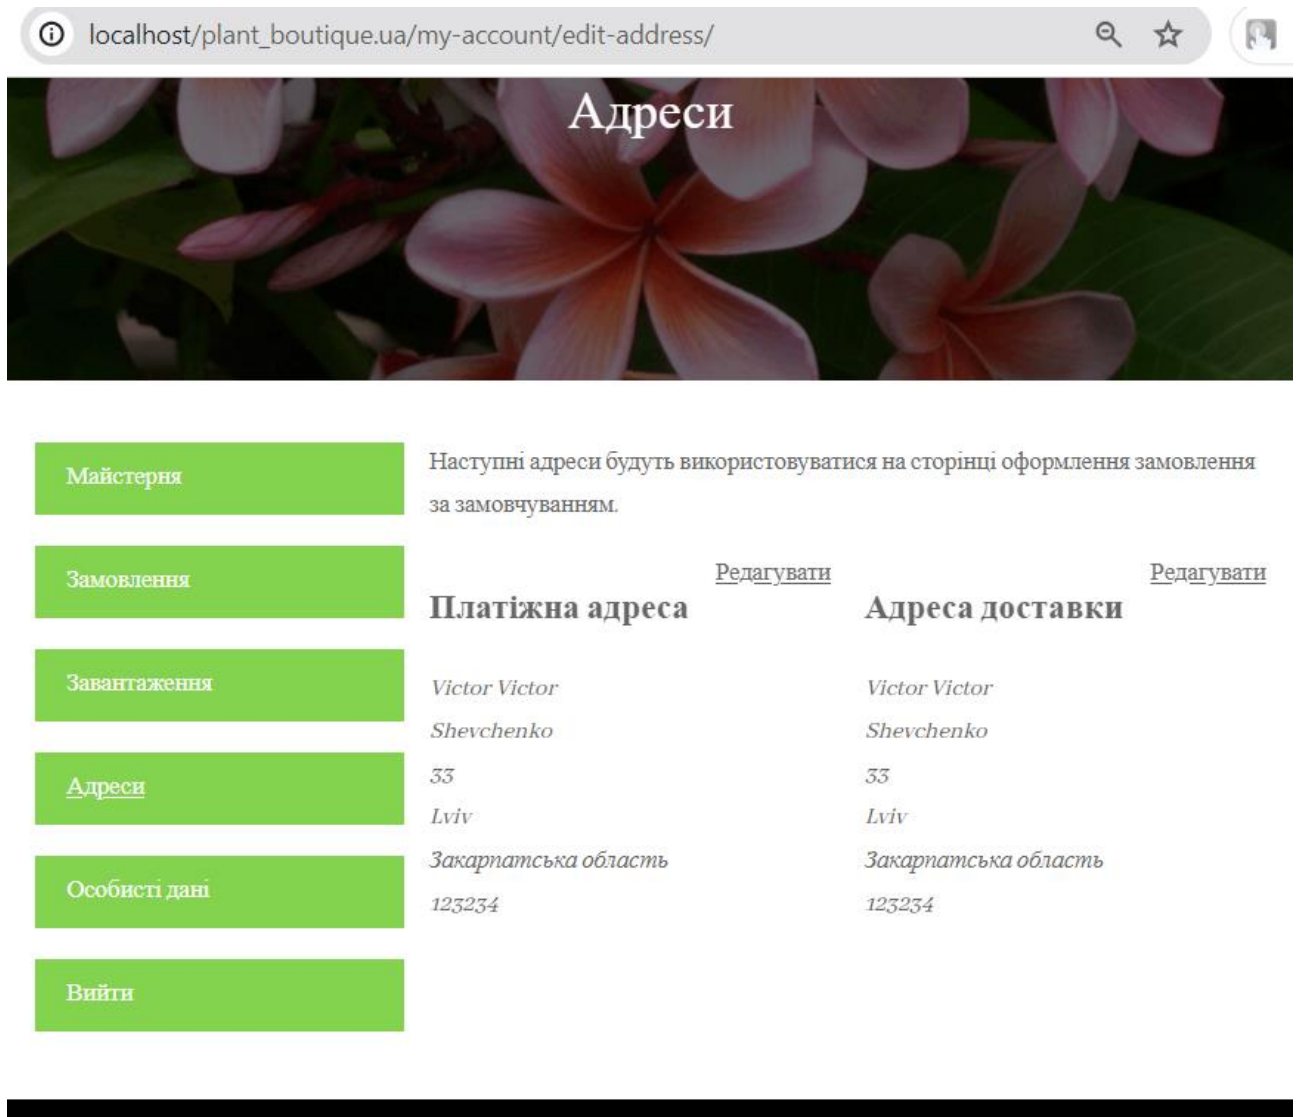 localhost/plant_boutique.ua/my-account/edit-address/
Адреси
Майстерня
Замовлення
Завантаження
Адреси
Особисті дані
Вийти
Наступні адреси будуть використовуватися на сторінці оформлення замовлення
за замовчуванням.
Редагувати
Платіжна адреса
Victor Victor
Shevchenko
33
Lviv
Закарпатська область
123234
Редагувати
Адреса доставки
Victor Victor
Shevchenko
33
Lviv
Закарпатська область
123234